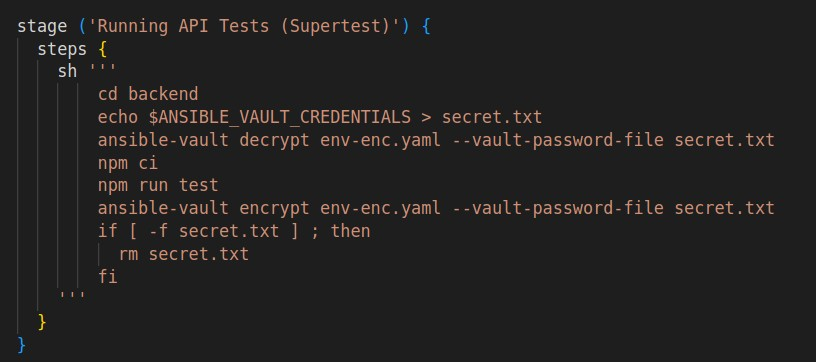 stage ('Running API Tests (Supertest)') {
steps {
sh '''
cd backend
echo $ANSIBLE_VAULT_CREDENTIALS > secret.txt
ansible-vault decrypt env-enc.yaml --vault-password-file secret.txt
npm ci
npm run test
ansible-vault encrypt env-enc.yaml --vault-password-file secret.txt
if [ -f secret.txt ] ; then
rm secret.txt
fi
'''
}
}